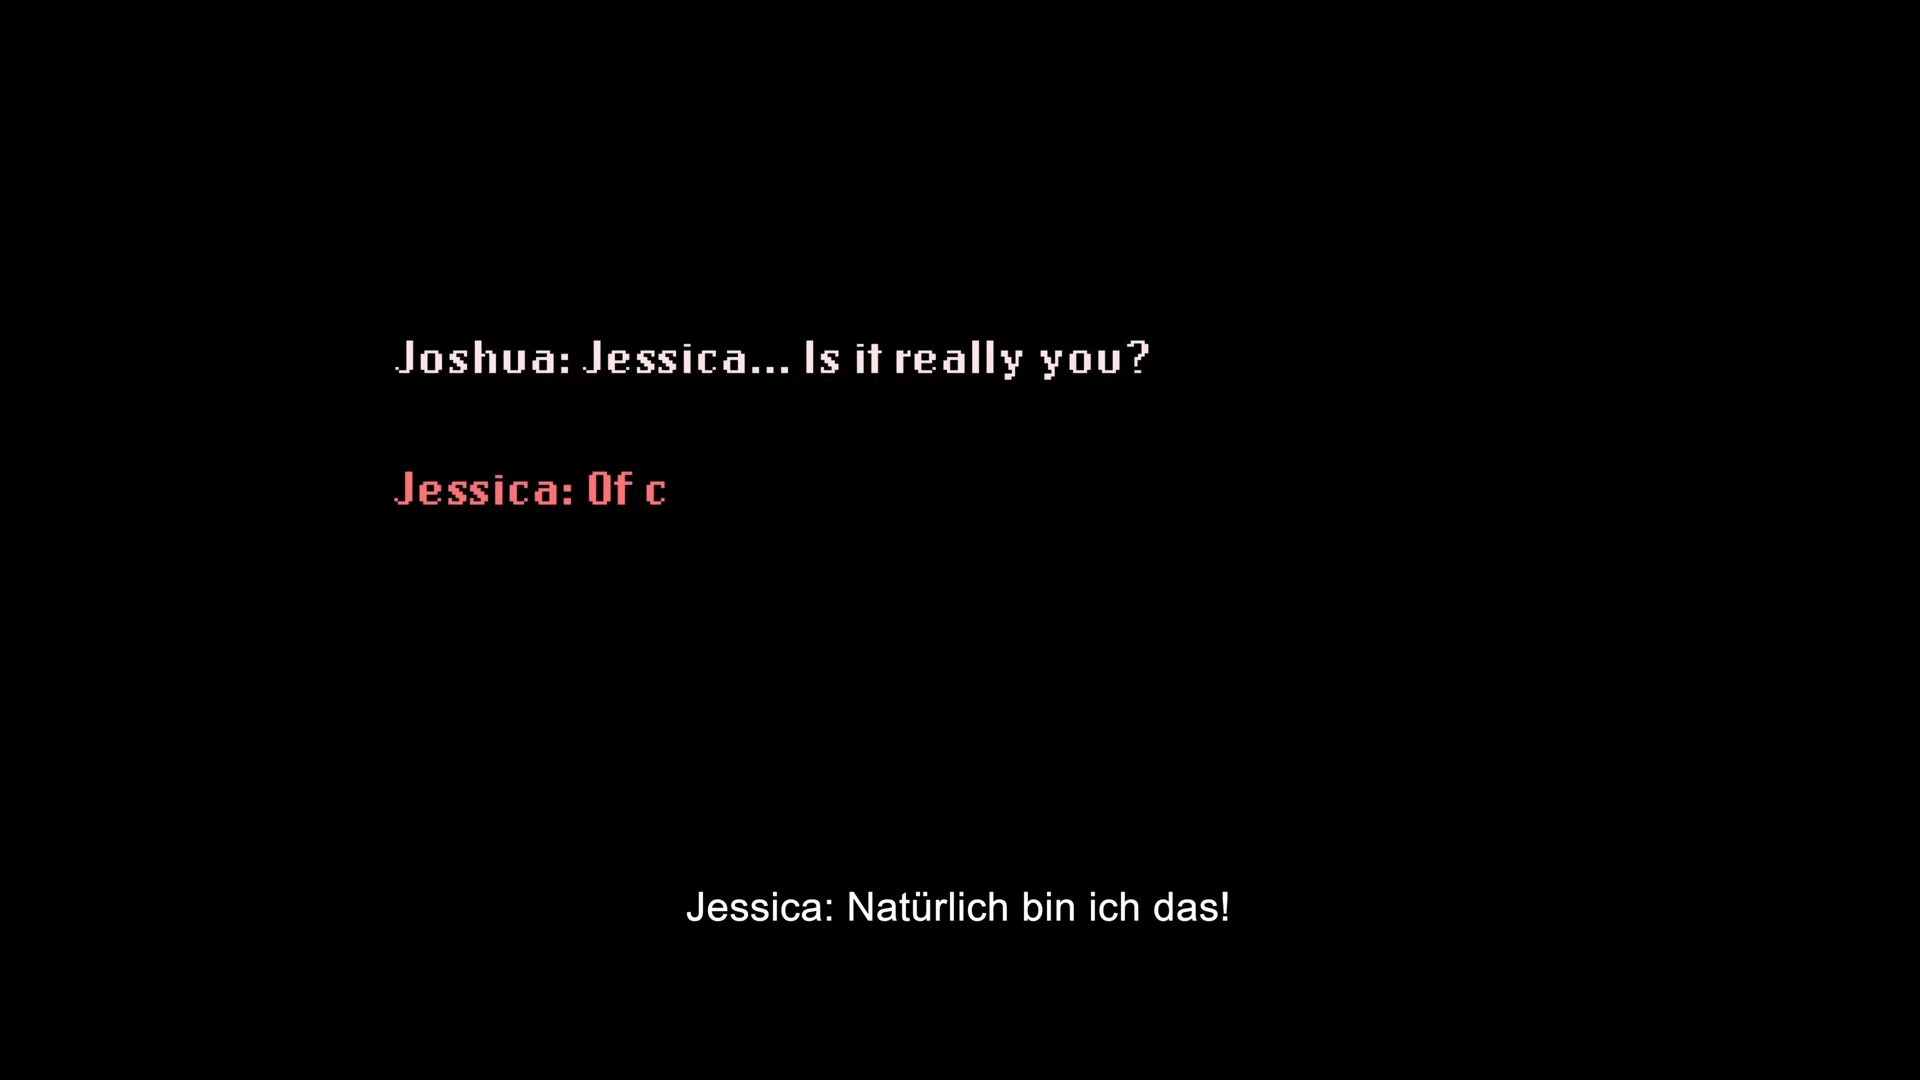 Joshua: Jessica... Is it really you?
Jessica: Of c
Jessica: Natürlich bin ich das!